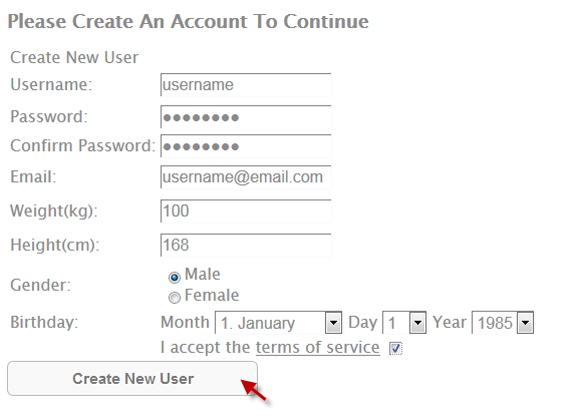 Please Create An Account To Continue
Create New User
Username: username
Password: ●●●●●●●●
Confirm Password: ●●●●●●●●
Email: username@email.com
Weight(kg): 100
Height(cm): 168
Gender: Male
Female
Birthday: Month 1. January Day 1 Year 1985
I accept the terms of service
Create New User